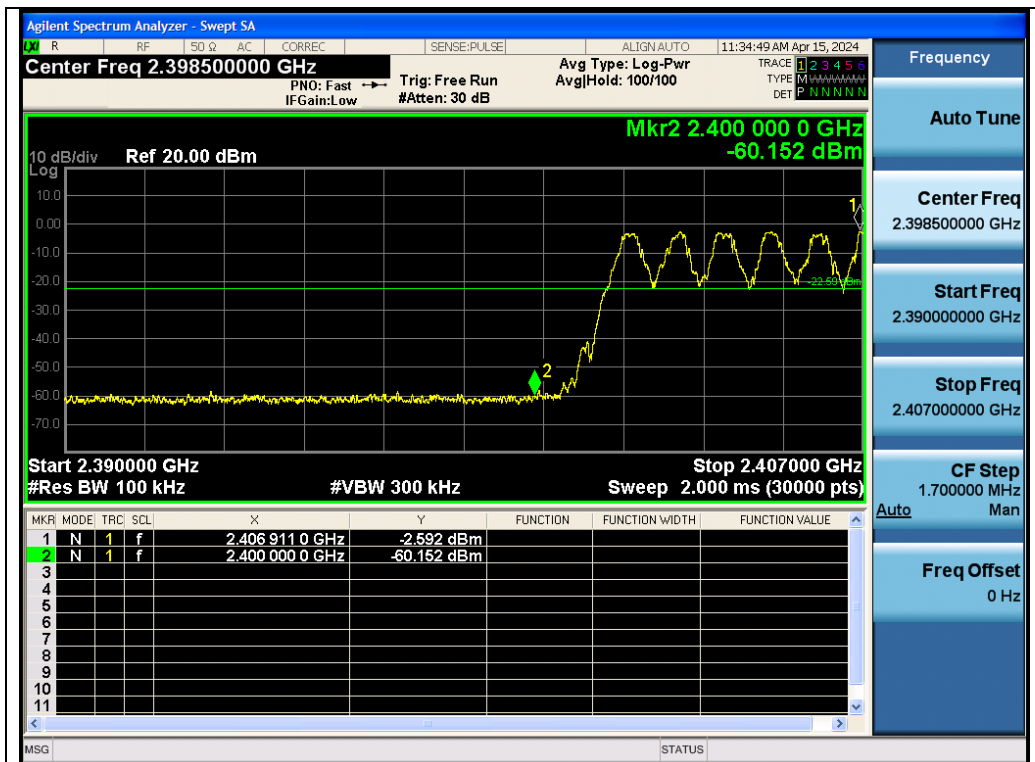 Agilent Spectrum Analyzer - Swept SA
LXI R RF 50 Ω AC CORREC SENSE:PULSE ALIGN AUTO 11:34:49 AM Apr 15, 2024
Center Freq 2.398500000 GHz
PNO: Fast
IFGain:Low
Trig: Free Run
#Atten: 30 dB
Avg Type: Log-Pwr
Avg|Hold: 100/100
TRACE 1 2 3 4 5 6
TYPE M
DET P N N N N N
Mkr2 2.400 000 0 GHz
-60.152 dBm
10 dB/div Ref 20.00 dBm
Log
10.0
0.00
-10.0
-20.0
-30.0
-40.0
-50.0
-60.0
-70.0
1
2
-22.59 dBm
Start 2.390000 GHz Stop 2.407000 GHz
#Res BW 100 kHz #VBW 300 kHz Sweep 2.000 ms (30000 pts)
MKR MODE TRC SCL X Y FUNCTION FUNCTION WIDTH FUNCTION VALUE
1 N 1 f 2.406 911 0 GHz -2.592 dBm
2 N 1 f 2.400 000 0 GHz -60.152 dBm
3
4
5
6
7
8
9
10
11
MSG STATUS
Frequency
Auto Tune
Center Freq
2.398500000 GHz
Start Freq
2.390000000 GHz
Stop Freq
2.407000000 GHz
CF Step
1.700000 MHz
Auto Man
Freq Offset
0 Hz